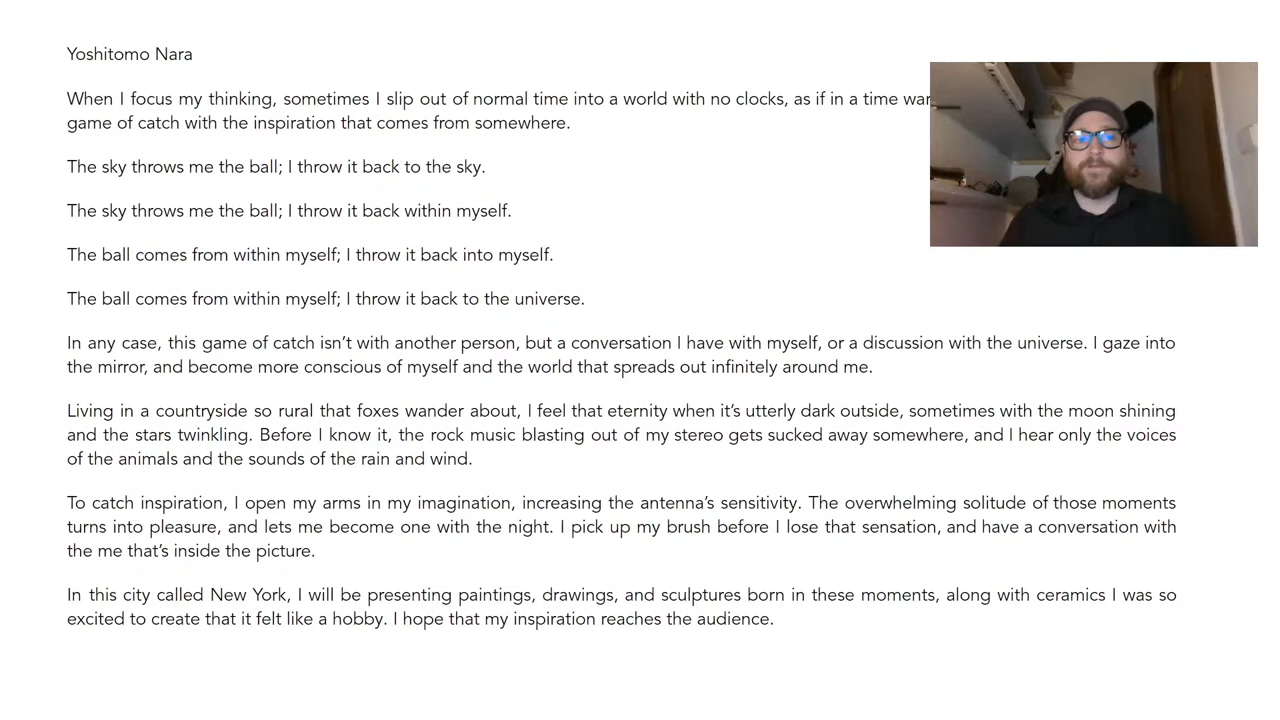 Yoshitomo Nara
When I focus my thinking, sometimes I slip out of normal time into a world with no clocks, as if in a time
game of catch with the inspiration that comes from somewhere.
The sky throws me the ball; I throw it back to the sky.
The sky throws me the ball; I throw it back within myself.
The ball comes from within myself; I throw it back into myself.
The ball comes from within myself; I throw it back to the universe.
In any case, this game of catch isn’t with another person, but a conversation I have with myself, or a discussion with the universe. I gaze into
the mirror, and become more conscious of myself and the world that spreads out infinitely around me.
Living in a countryside so rural that foxes wander about, I feel that eternity when it’s utterly dark outside, sometimes with the moon shining
and the stars twinkling. Before I know it, the rock music blasting out of my stereo gets sucked away somewhere, and I hear only the voices
of the animals and the sounds of the rain and wind.
To catch inspiration, I open my arms in my imagination, increasing the antenna’s sensitivity. The overwhelming solitude of those moments
turns into pleasure, and lets me become one with the night. I pick up my brush before I lose that sensation, and have a conversation with
the me that’s inside the picture.
In this city called New York, I will be presenting paintings, drawings, and sculptures born in these moments, along with ceramics I was so
excited to create that it felt like a hobby. I hope that my inspiration reaches the audience.